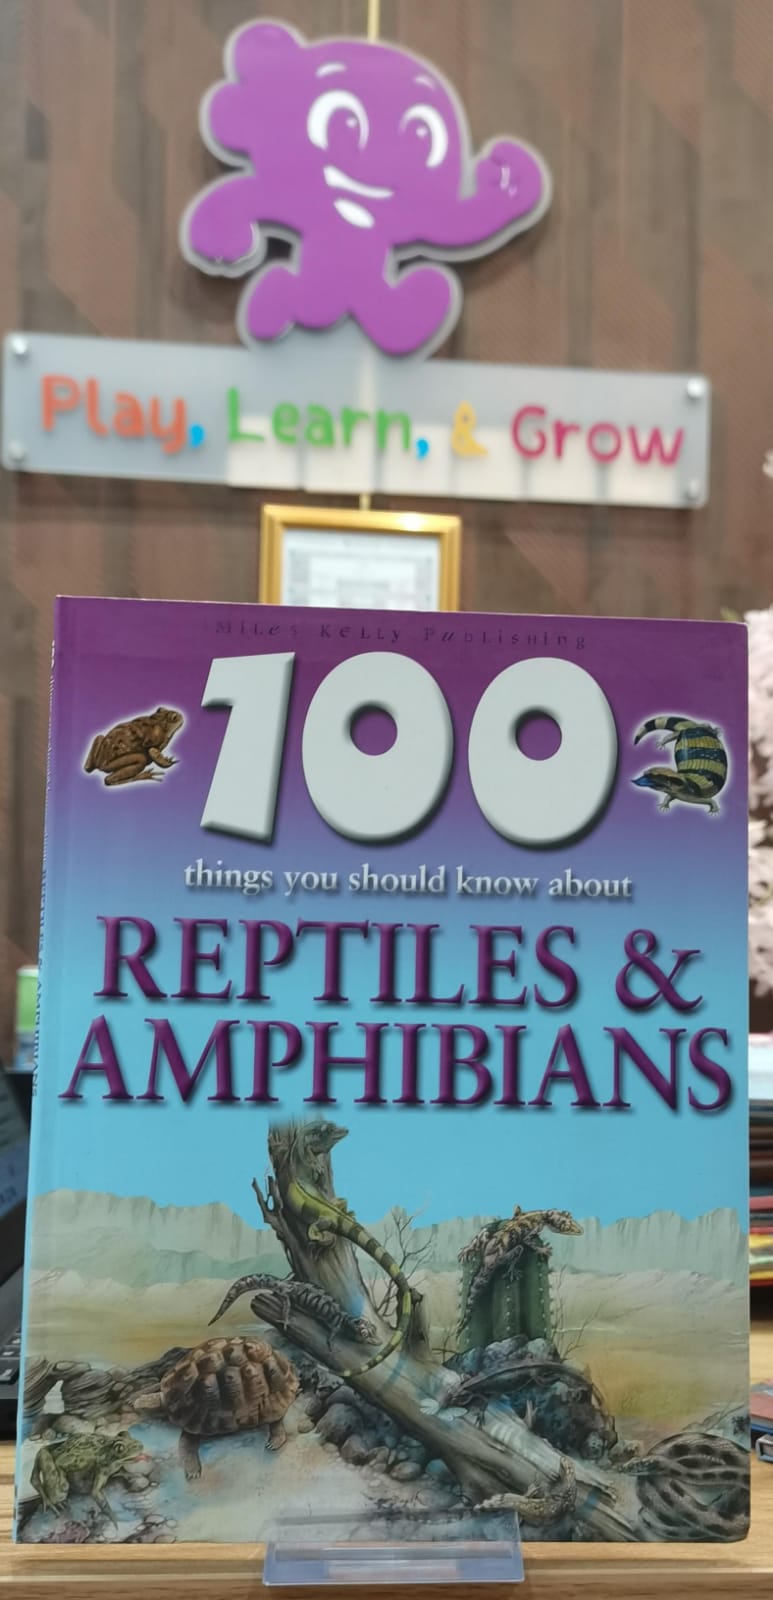 Play, Learn, & Grow
Miles Kelly Publishing
100
things you should know about
REPTILES &
AMPHIBIANS